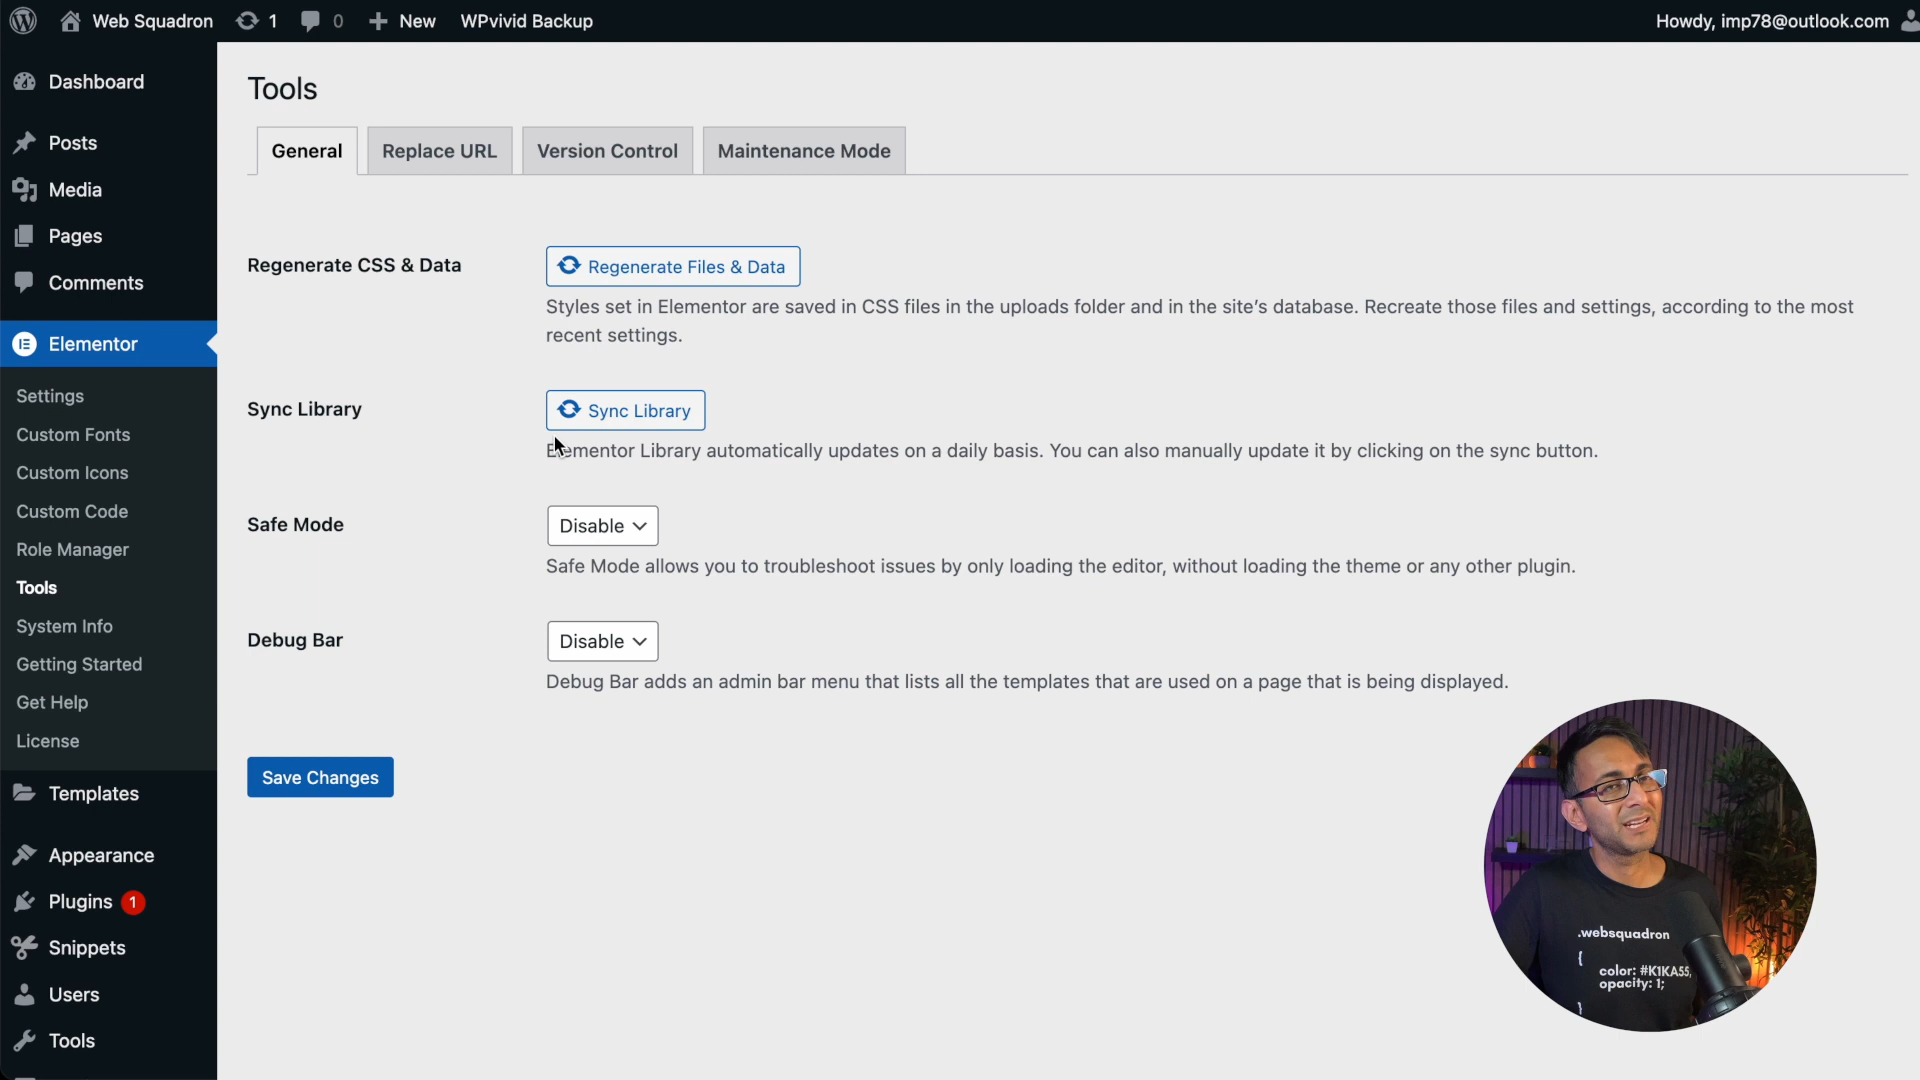 Web Squadron 1 0 New WPvivid Backup Howdy, imp78@outlook.com
Dashboard
Posts
Media
Pages
Comments
Elementor
Settings
Custom Fonts
Custom Icons
Custom Code
Role Manager
Tools
System Info
Getting Started
Get Help
License
Templates
Appearance
Plugins 1
Snippets
Users
Tools
Tools
General Replace URL Version Control Maintenance Mode
Regenerate CSS & Data Regenerate Files & Data
Styles set in Elementor are saved in CSS files in the uploads folder and in the site's database. Recreate those files and settings, according to the most
recent settings.
Sync Library Sync Library
Elementor Library automatically updates on a daily basis. You can also manually update it by clicking on the sync button.
Safe Mode Disable
Safe Mode allows you to troubleshoot issues by only loading the editor, without loading the theme or any other plugin.
Debug Bar Disable
Debug Bar adds an admin bar menu that lists all the templates that are used on a page that is being displayed.
Save Changes
.websquadron
{
color: #K1KA55,
opacity: 1;
}